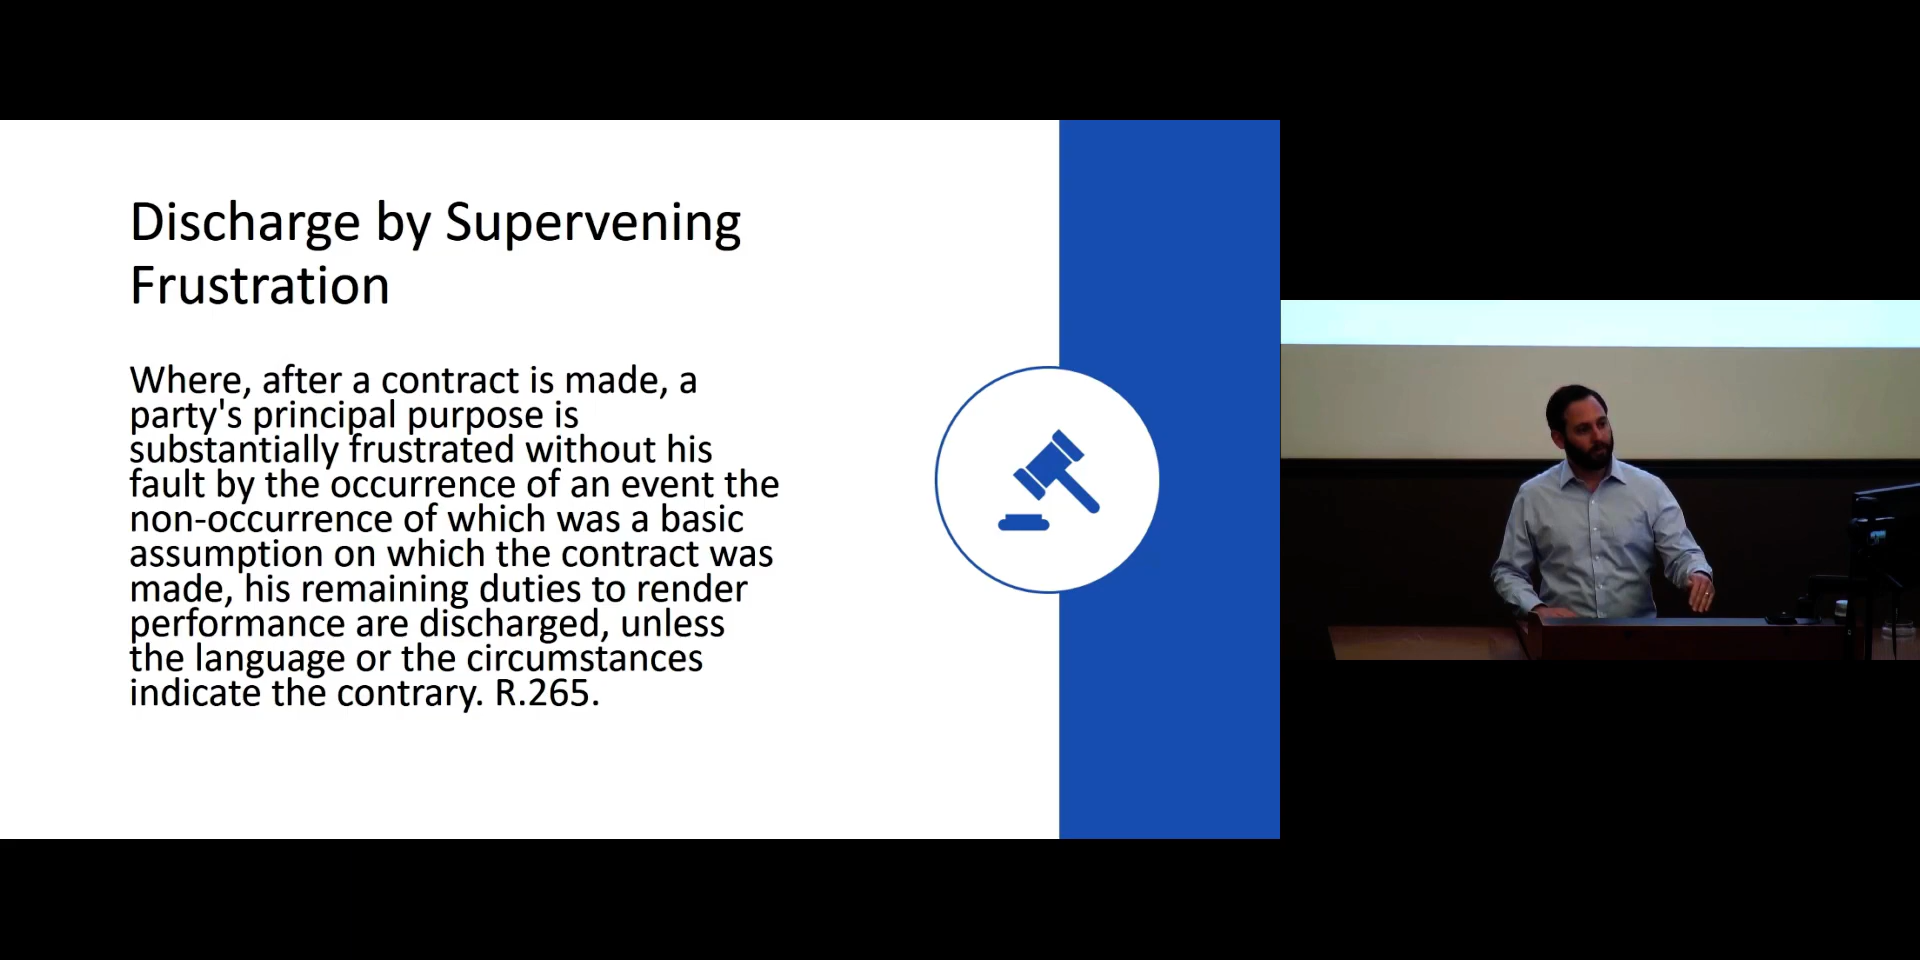 Discharge by Supervening
Frustration
Where, after a contract is made, a
party's principal purpose is
substantially frustrated without his
fault by the occurrence of an event the
non-occurrence of which was a basic
assumption on which the contract was
made, his remaining duties to render
performance are discharged, unless
the language or the circumstances
indicate the contrary. R.265.